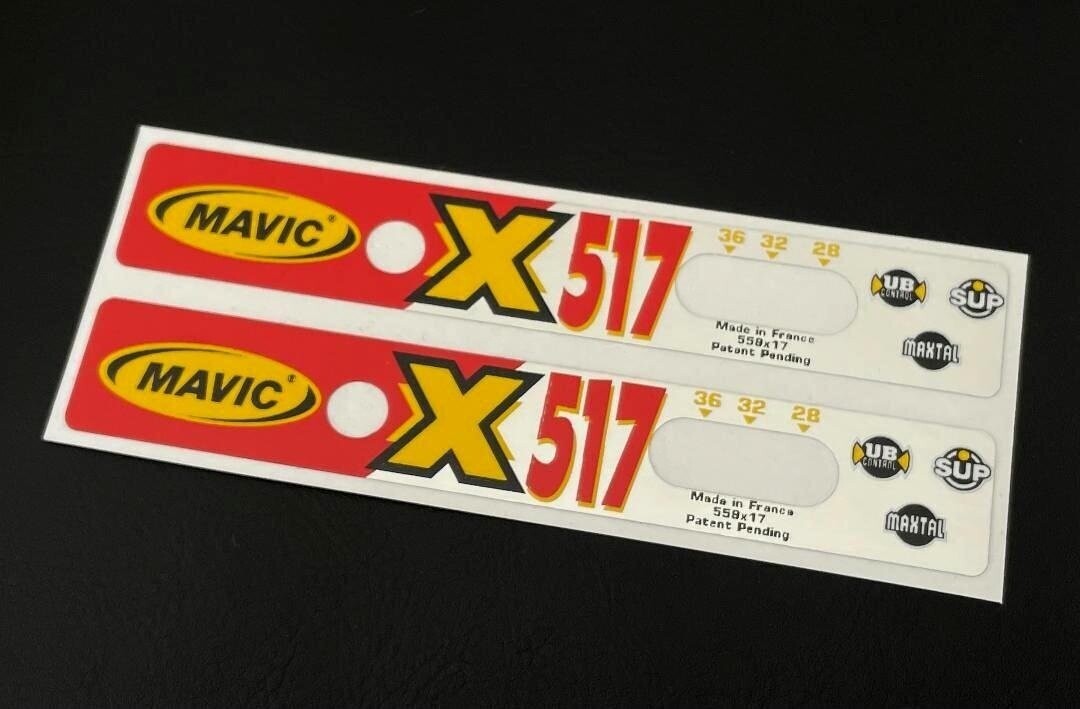 MAVIC®
X 517
36 32 28
Made in France
559x17
Patent Pending
UB
CONTROL
SUP
MAXTAL
MAVIC®
X 517
36 32 28
Made in France
559x17
Patent Pending
UB
CONTROL
SUP
MAXTAL